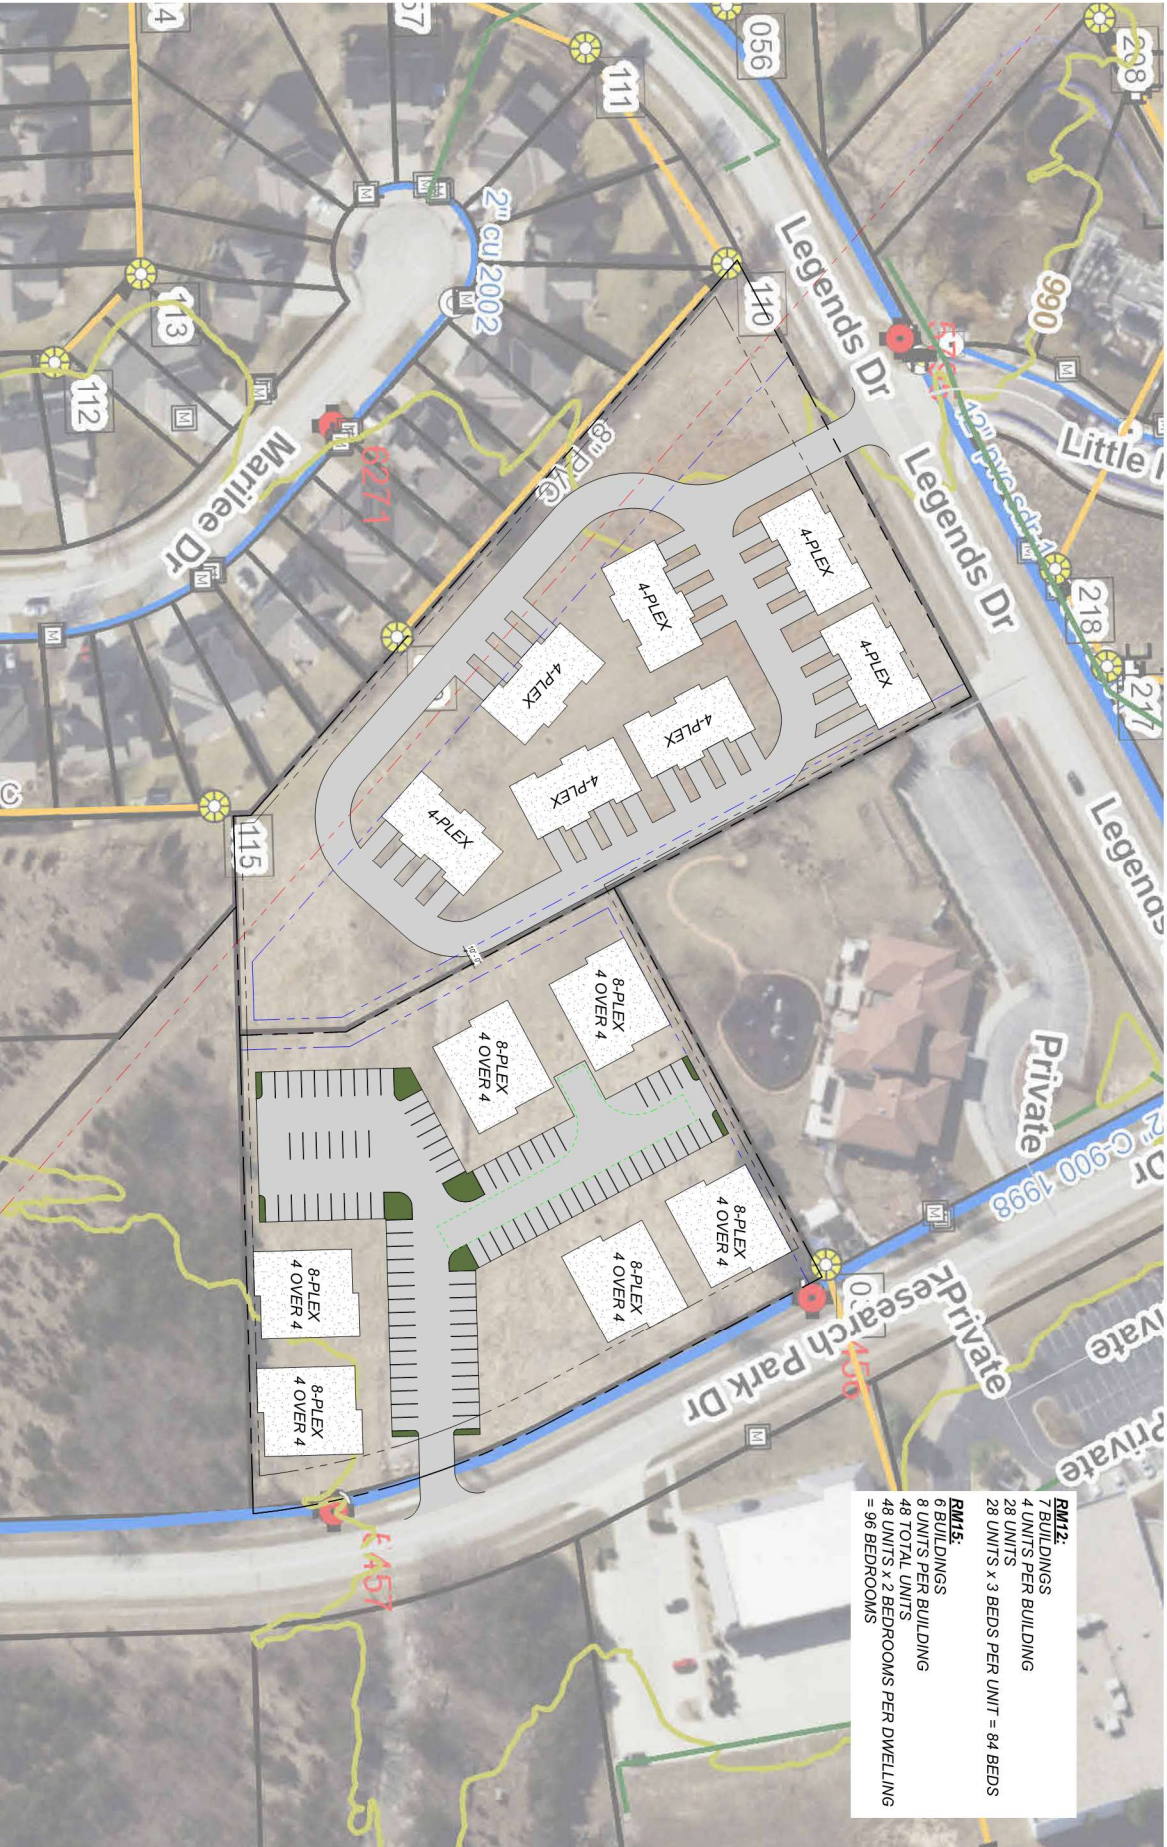 RM12:
7 BUILDINGS
4 UNITS PER BUILDING
28 UNITS
28 UNITS x 3 BEDS PER UNIT = 84 BEDS
RM15:
6 BUILDINGS
8 UNITS PER BUILDING
48 TOTAL UNITS
48 UNITS x 2 BEDROOMS PER DWELLING
= 96 BEDROOMS
4-PLEX
4-PLEX
4-PLEX
4-PLEX
4-PLEX
4-PLEX
4-PLEX
8-PLEX
4 OVER 4
8-PLEX
4 OVER 4
8-PLEX
4 OVER 4
8-PLEX
4 OVER 4
8-PLEX
4 OVER 4
8-PLEX
4 OVER 4
10'-0"
Legends Dr
Legends Dr
Legends
Little
Marilee Dr
Research Park Dr
Private
Private
Private
Dr
2" cu 2002
8" PVC
2" C-900 1998
990
056
111
110
113
112
115
218
217
6271
M
M
M
M
M
M
M
M
M
M
M